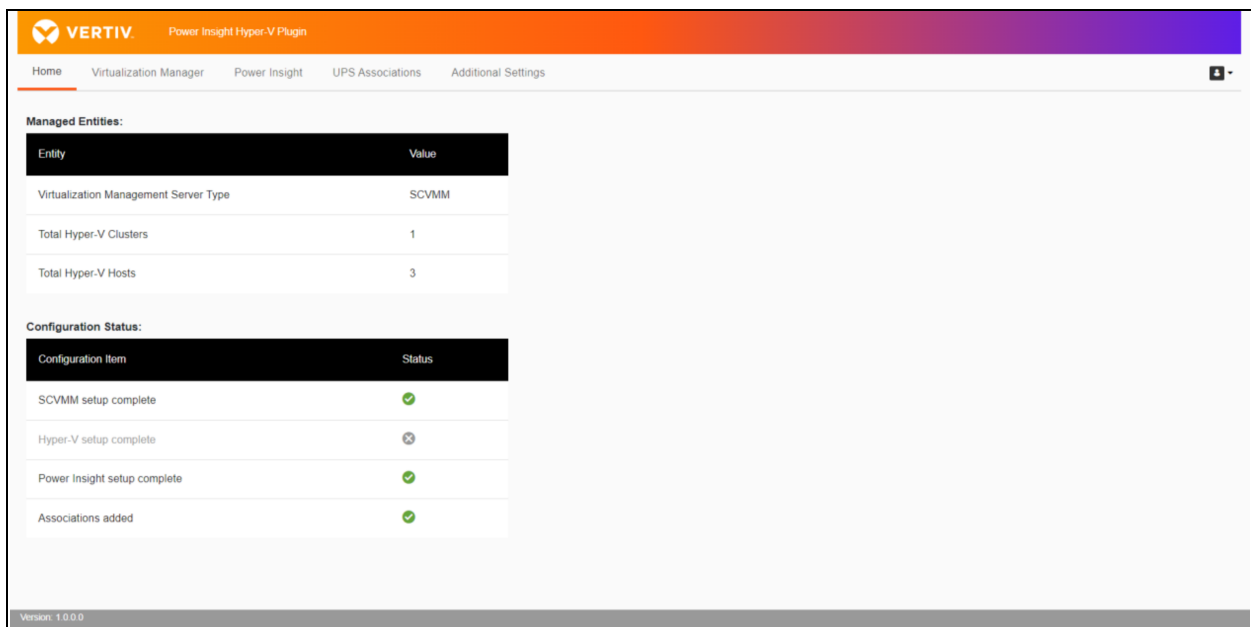 VERTIV. Power Insight Hyper-V Plugin
Home Virtualization Manager Power Insight UPS Associations Additional Settings
Managed Entities:
Entity Value
Virtualization Management Server Type SCVMM
Total Hyper-V Clusters 1
Total Hyper-V Hosts 3
Configuration Status:
Configuration Item Status
SCVMM setup complete
Hyper-V setup complete
Power Insight setup complete
Associations added
Version: 1.0.0.0